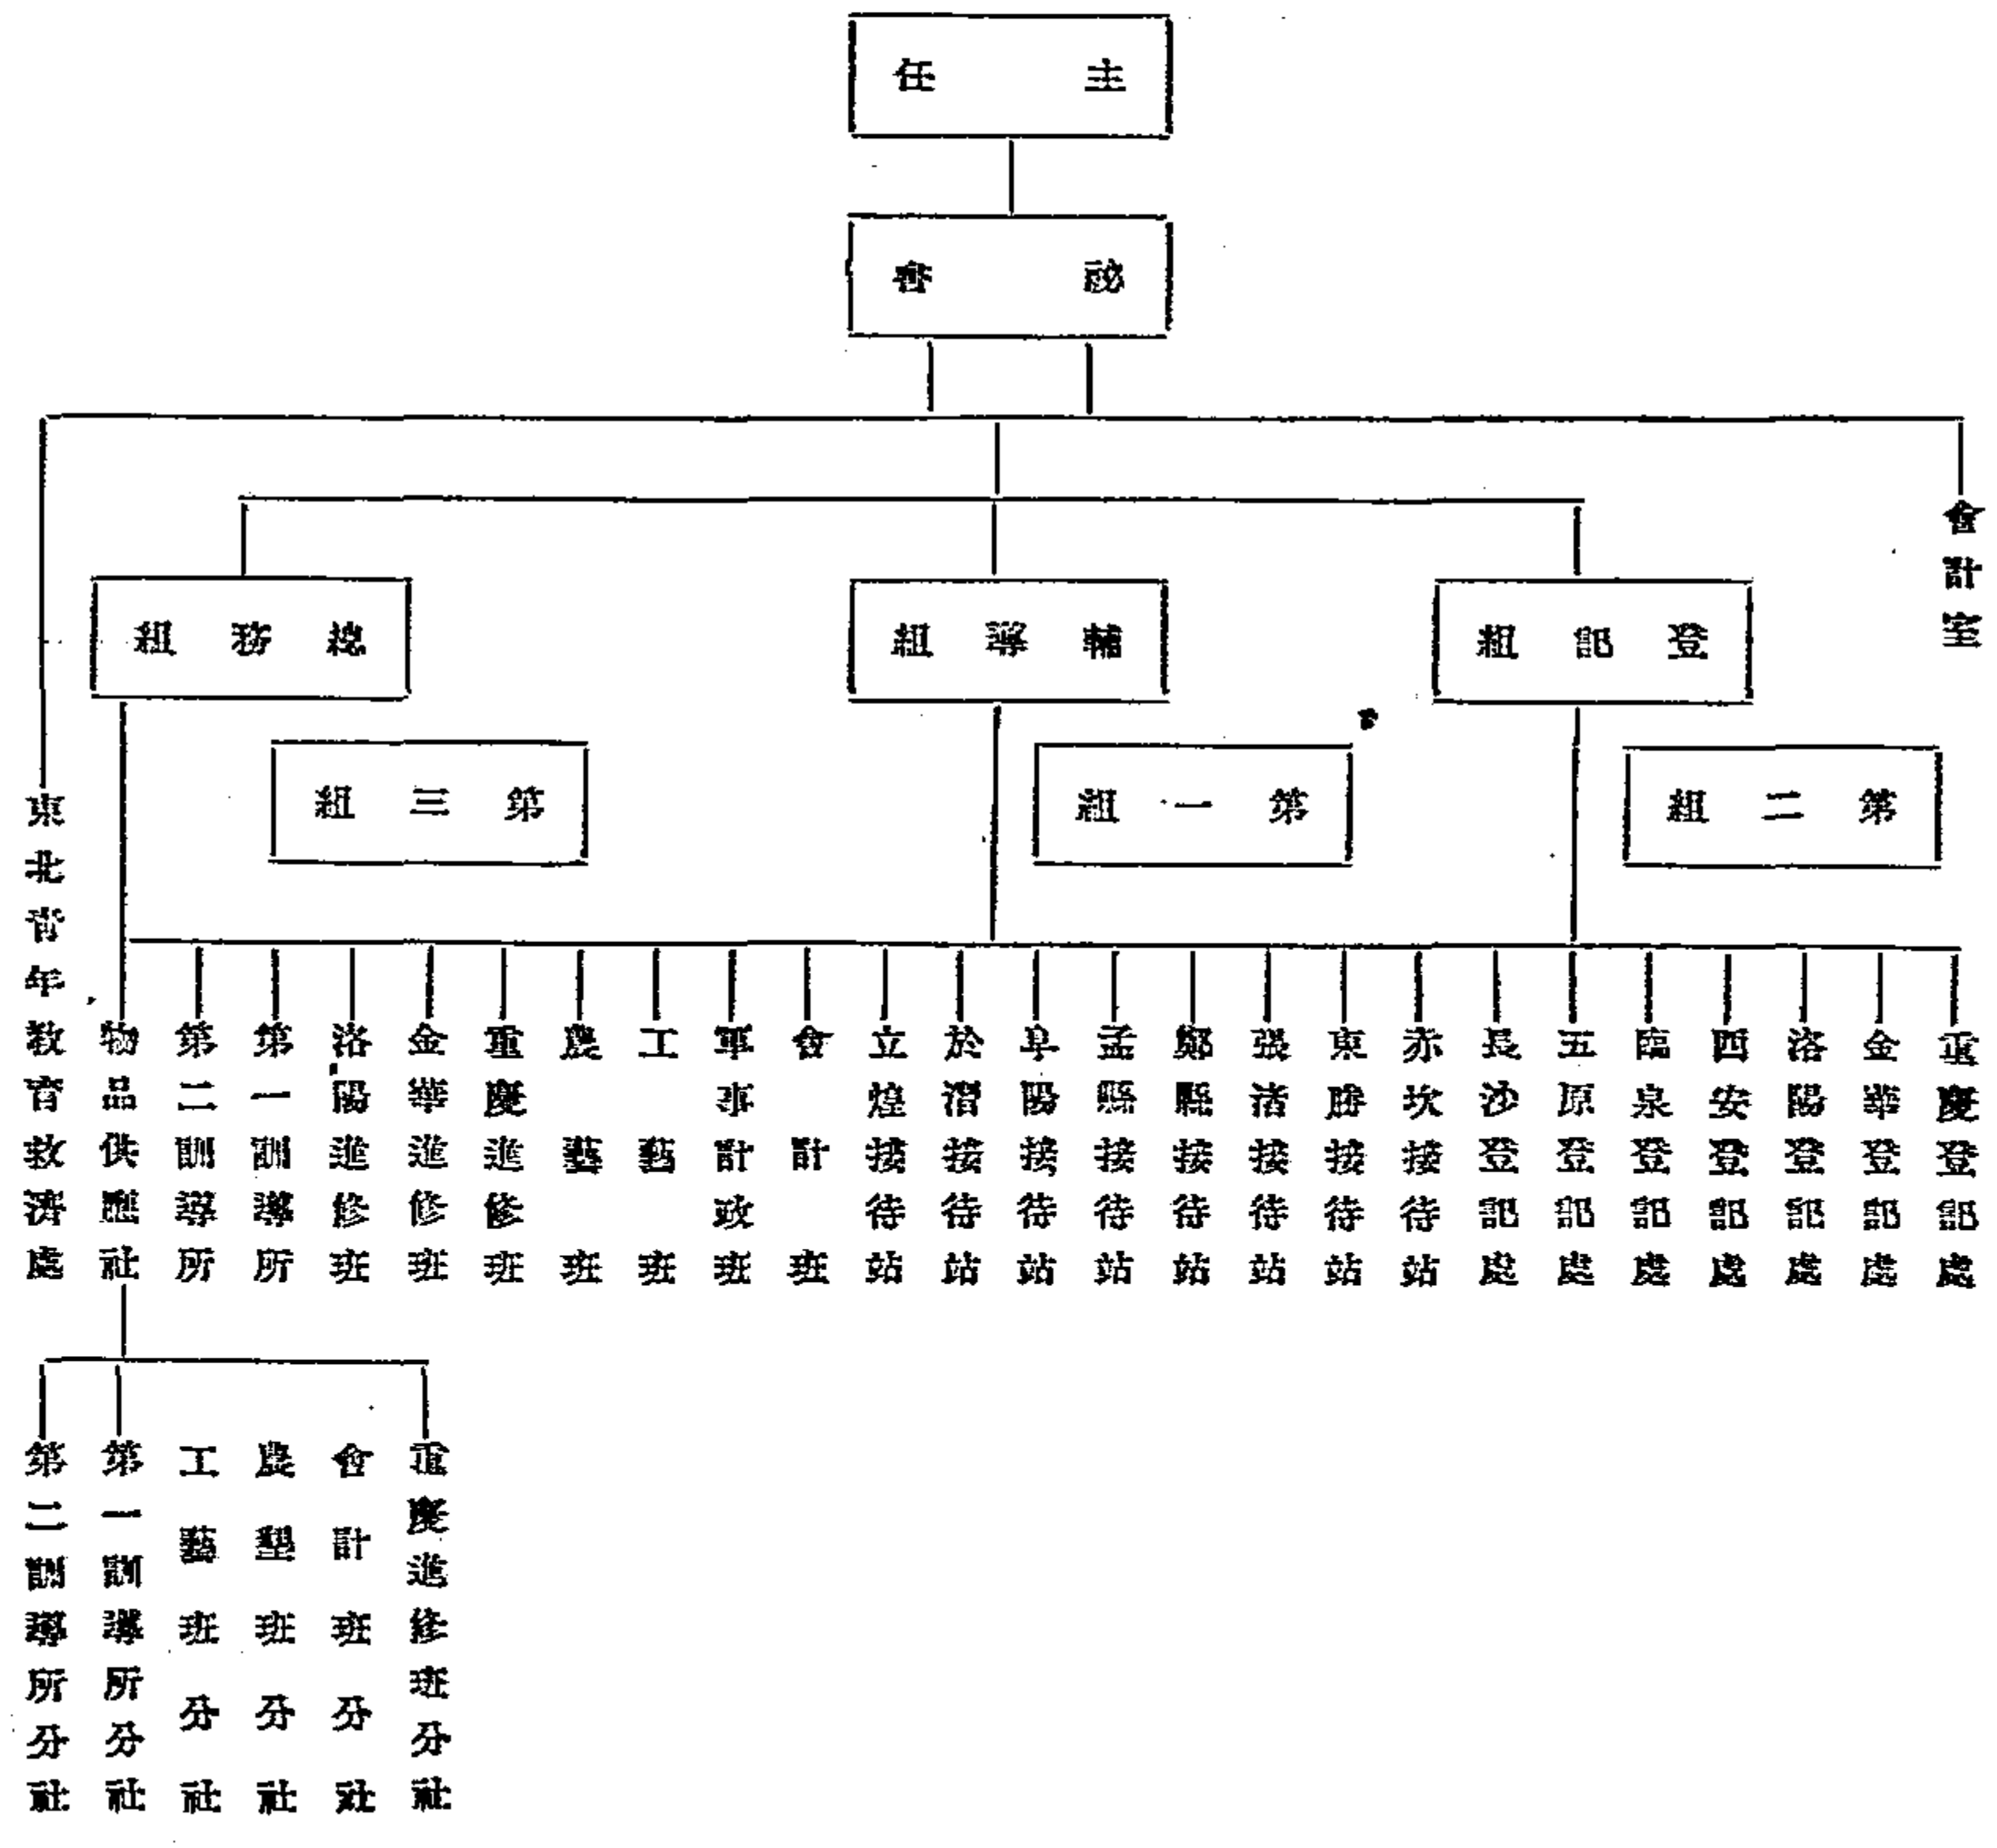 主任
祕書
會計室
登記組
輔導組
總務組
第二組
第一組
第三組
重慶登記處
金華登記處
洛陽登記處
西安登記處
臨泉登記處
五原登記處
長沙登記處
赤坎接待站
東勝接待站
張渚接待站
鄭縣接待站
孟縣接待站
阜陽接待站
於潛接待站
立煌接待站
會計班
軍事計政班
工藝班
農藝班
重慶進修班
金華進修班
洛陽進修班
第一訓導所
第二訓導所
物品供應社
東北青年教育救濟處
重慶進修班分社
會計班分社
農墾班分社
工藝班分社
第一訓導所分社
第二訓導所分社